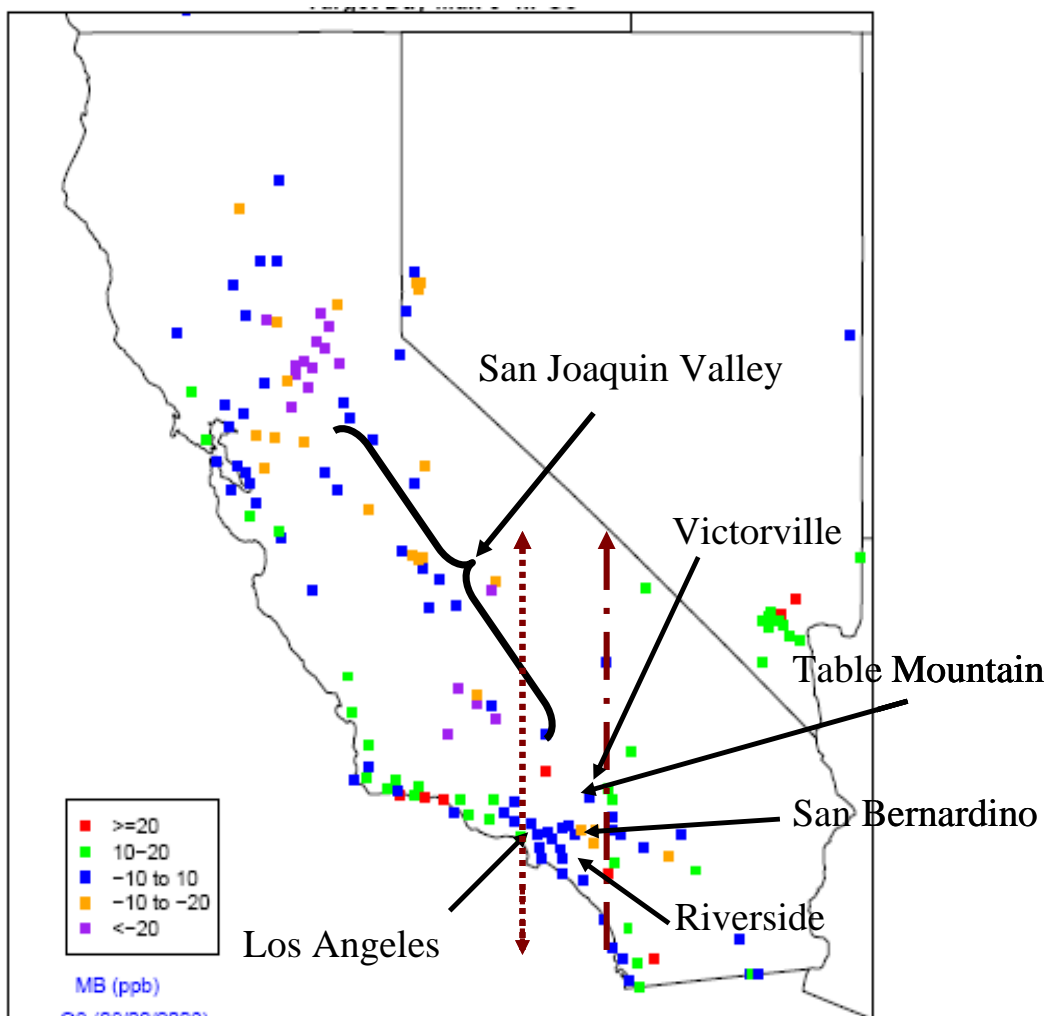 San Joaquin Valley
Victorville
Table Mountain
San Bernardino
Riverside
Los Angeles
>=20
10−20
−10 to 10
−10 to −20
<−20
MB (ppb)